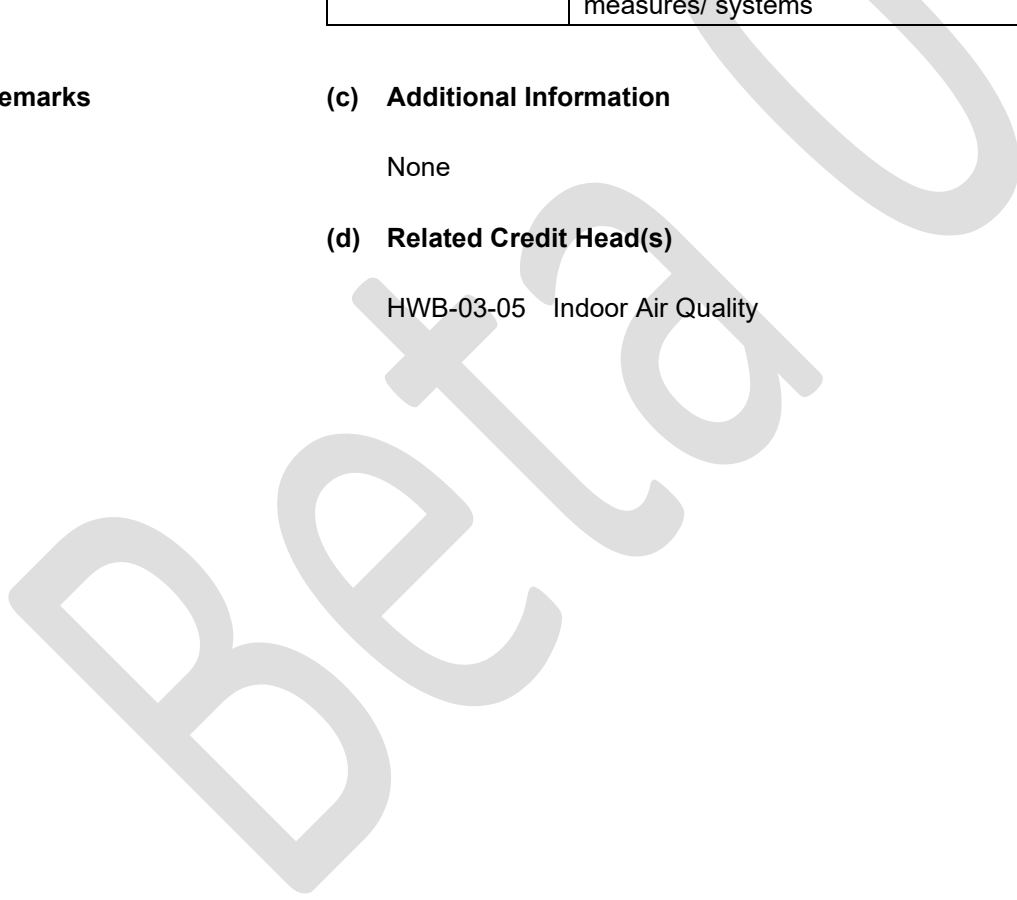 measures/ systems
emarks
(c) Additional Information
None
(d) Related Credit Head(s)
HWB-03-05 Indoor Air Quality
Beta